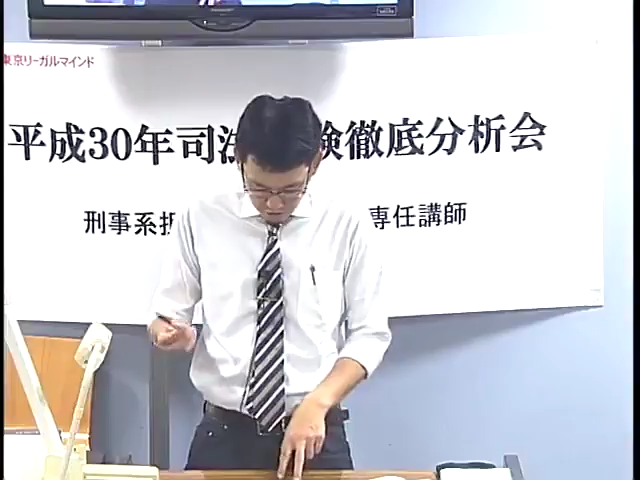 東京リーガルマインド
平成30年司法 験徹底分析会
刑事系担 専任講師